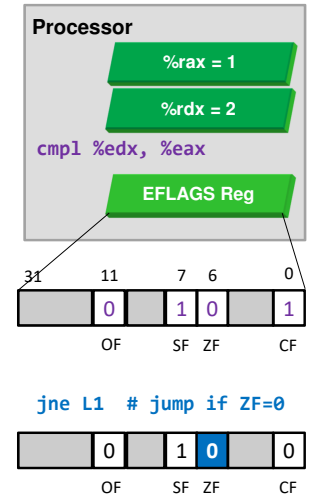 Processor
%rax = 1
%rdx = 2
cmpl %edx, %eax
EFLAGS Reg
31 11 7 6 0
0 1 0 1
OF SF ZF CF
jne L1 # jump if ZF=0
0 1 0 0
OF SF ZF CF